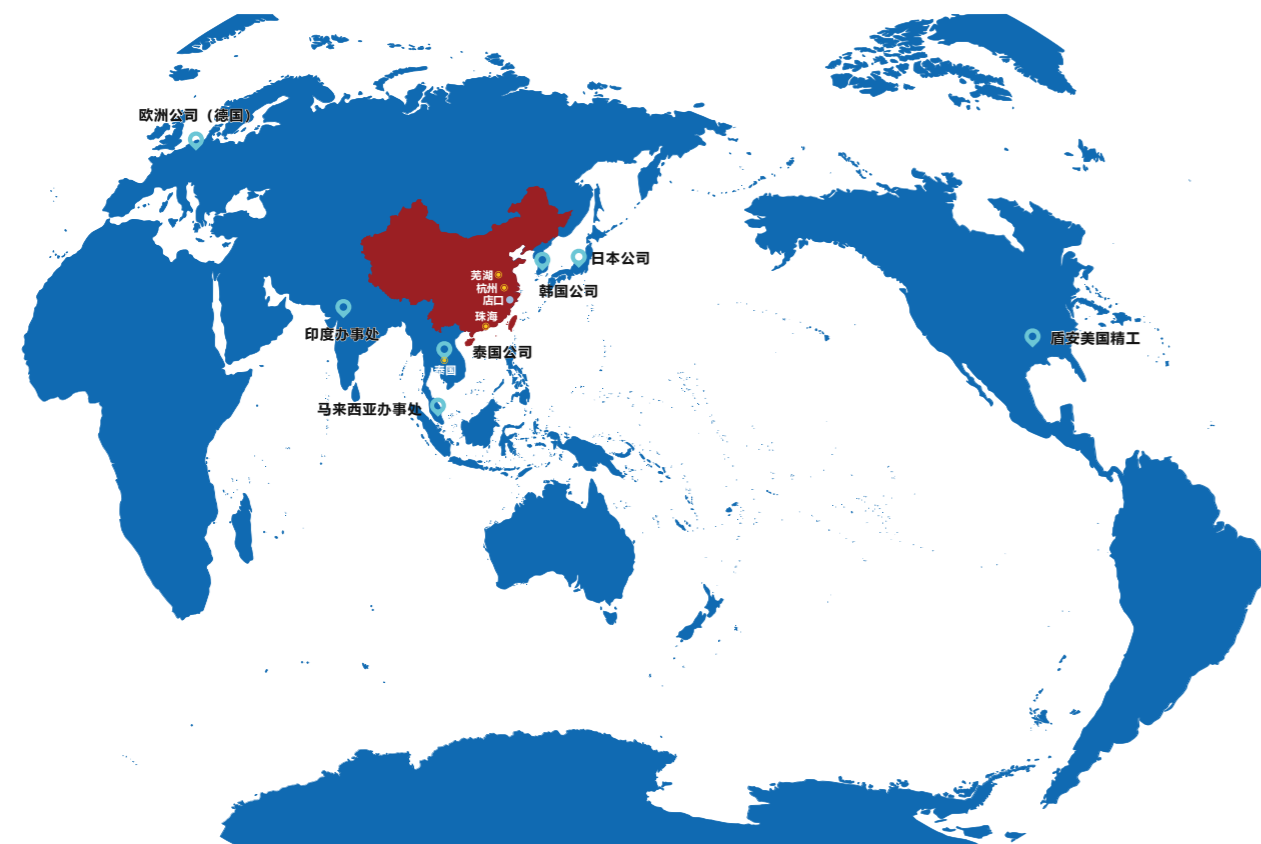 欧洲公司（德国）
日本公司
芜湖
杭州
韩国公司
店口
珠海
印度办事处
盾安美国精工
泰国公司
泰国
马来西亚办事处